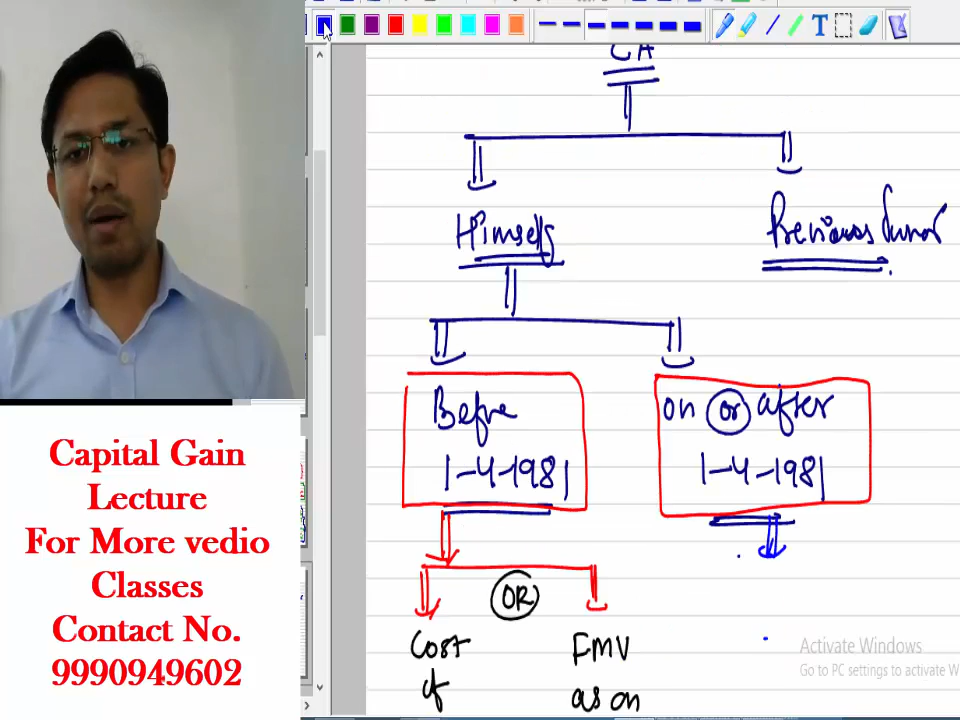 CA
Himself
Previous
Before
1-4-1981
on or after
1-4-1981
OR
Cost
of
FMV
as on
Capital Gain
Lecture
For More vedio
Classes
Contact No.
9990949602
T
Activate Windows
Go to PC settings to activate W